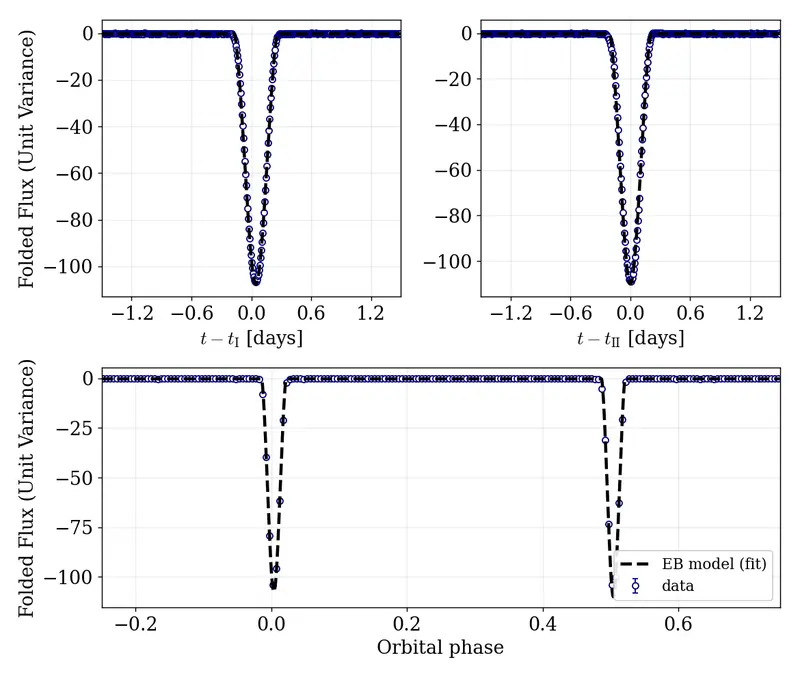 Folded Flux (Unit Variance)
0
−20
−40
−60
−80
−100
−1.2 −0.6 0.0 0.6 1.2
t − tI [days]
0
−20
−40
−60
−80
−100
−1.2 −0.6 0.0 0.6 1.2
t − tII [days]
Folded Flux (Unit Variance)
0
−25
−50
−75
−100
−0.2 0.0 0.2 0.4 0.6
Orbital phase
EB model (fit)
data